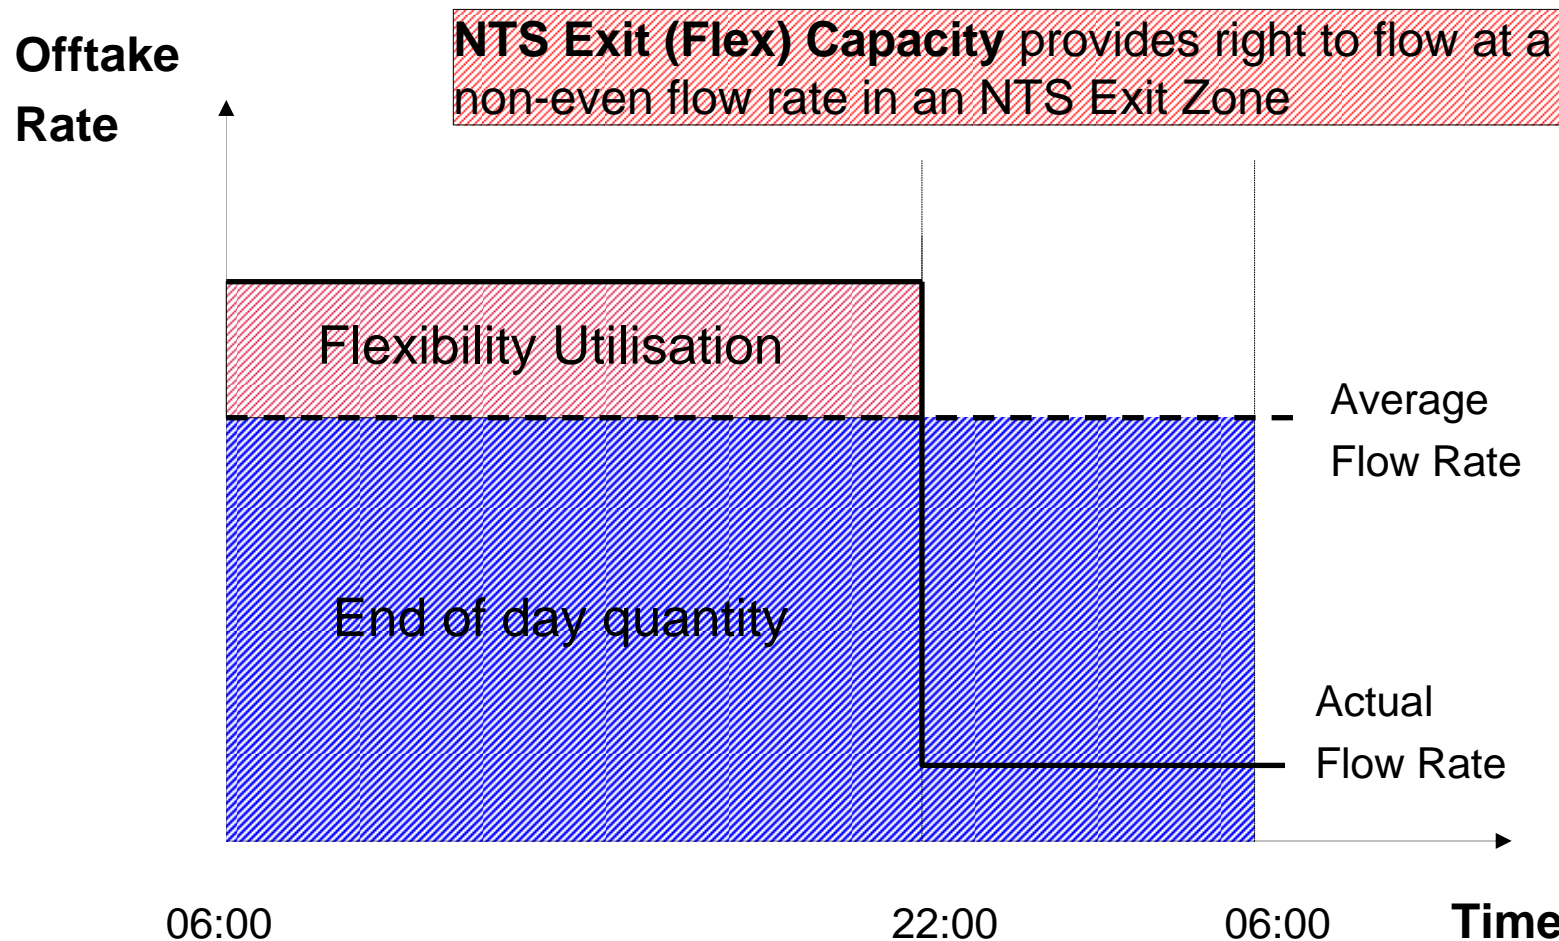 Offtake
Rate
NTS Exit (Flex) Capacity provides right to flow at a
non-even flow rate in an NTS Exit Zone
Flexibility Utilisation
Average
Flow Rate
End of day quantity
Actual
Flow Rate
06:00
22:00
06:00
Time